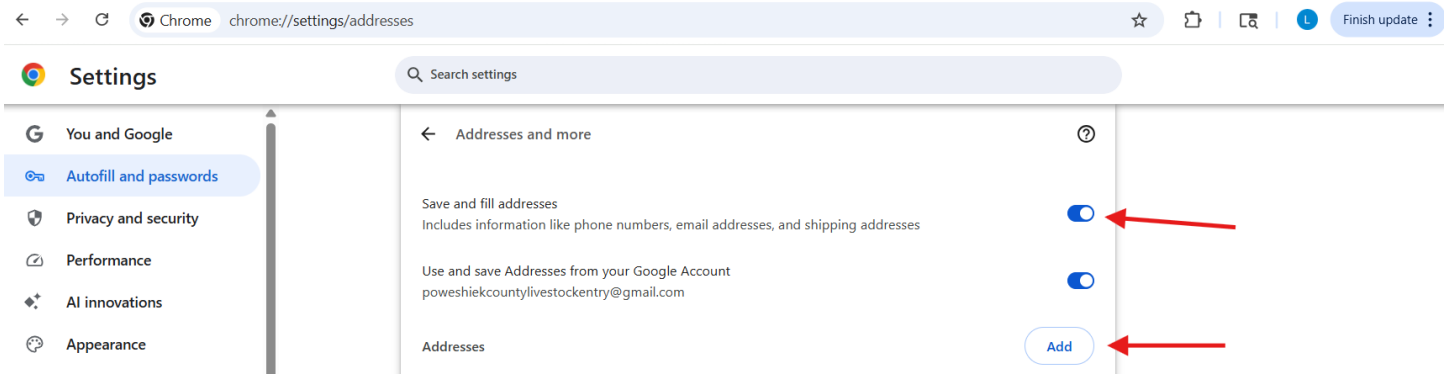 Chrome chrome://settings/addresses L Finish update
Settings
Search settings
You and Google
Autofill and passwords
Privacy and security
Performance
AI innovations
Appearance
Addresses and more
Save and fill addresses
Includes information like phone numbers, email addresses, and shipping addresses
Use and save Addresses from your Google Account
poweshiekcountylivestockentry@gmail.com
Addresses Add